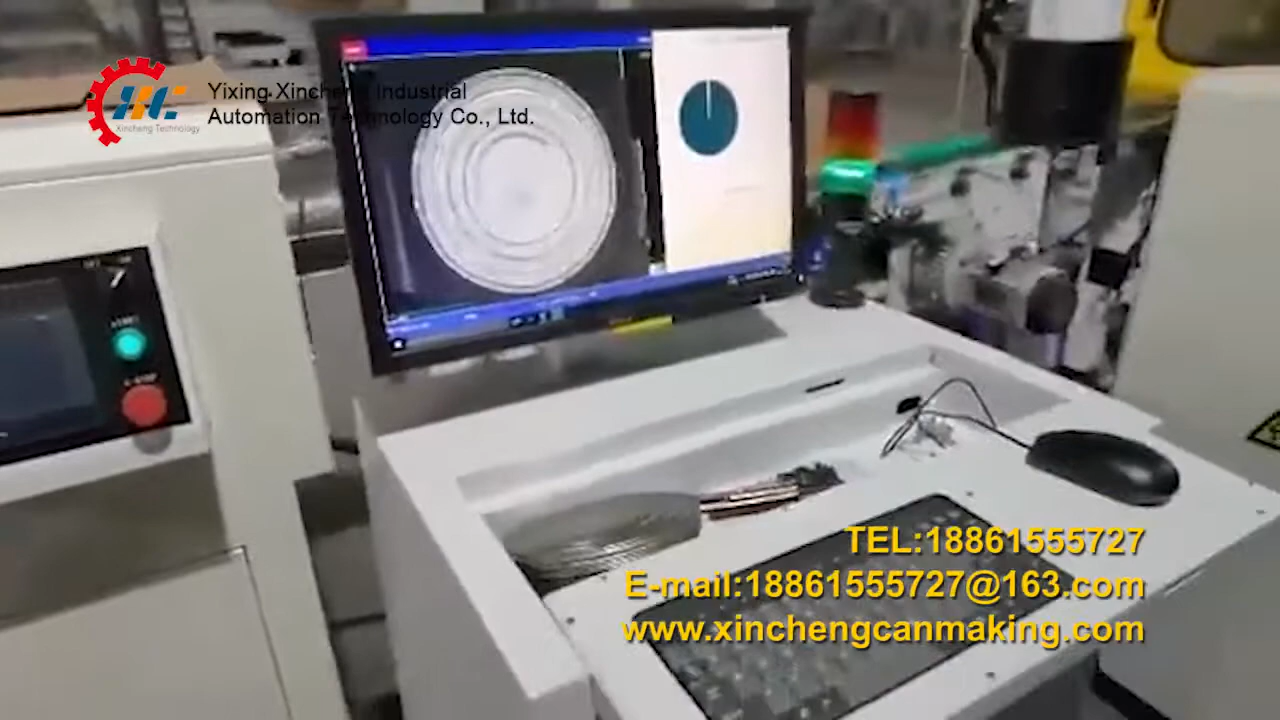 Yixing Xincheng Industrial
Automation Technology Co., Ltd.
Xincheng Technology
TEL:18861555727
E-mail:18861555727@163.com
www.xinchengcanmaking.com